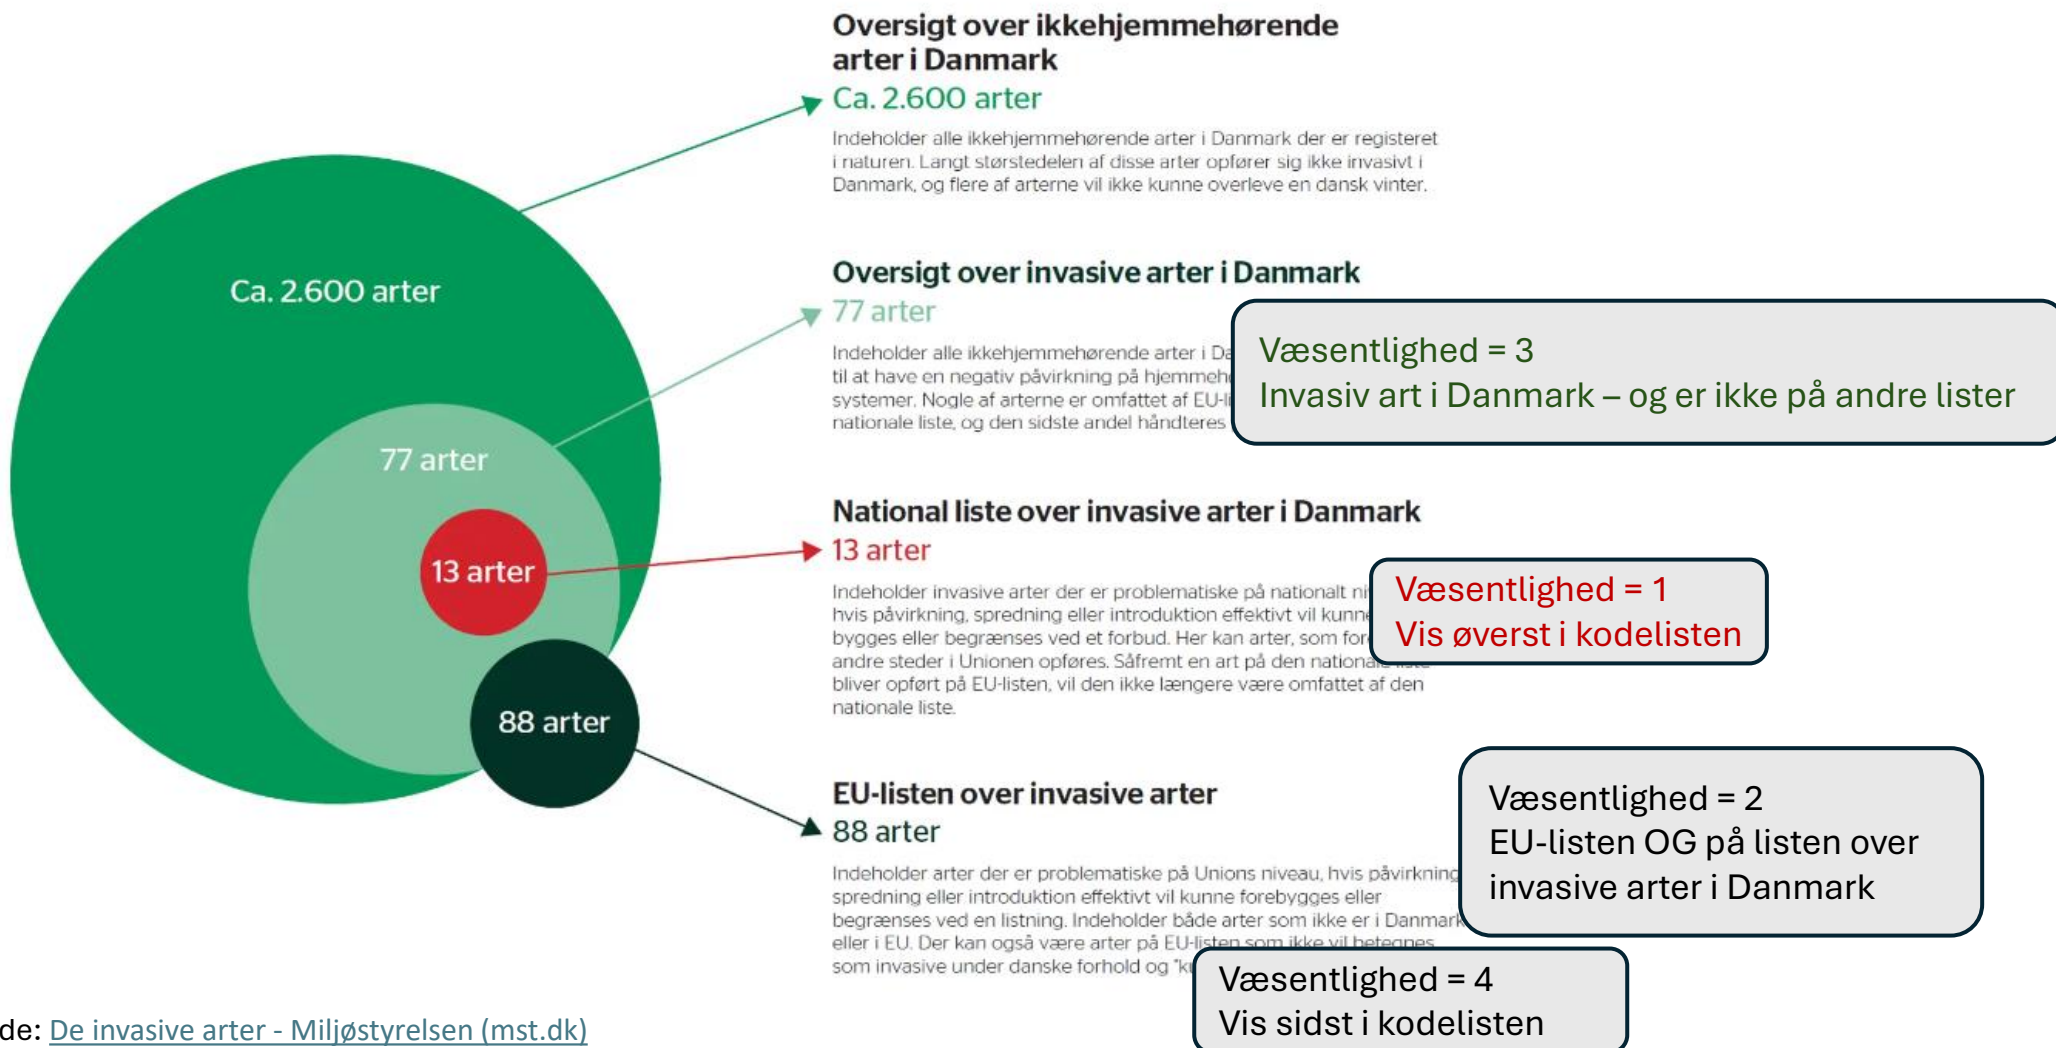 Oversigt over ikkehjemmehørende
arter i Danmark
Ca. 2.600 arter
Indeholder alle ikkehjemmehørende arter i Danmark der er registeret
i naturen. Langt størstedelen af disse arter opfører sig ikke invasivt i
Danmark, og flere af arterne vil ikke kunne overleve en dansk vinter.
Ca. 2.600 arter
Oversigt over invasive arter i Danmark
77 arter
Indeholder alle ikkehjemmehørende arter i
til at have en negativ påvirkning på
systemer. Nogle af arterne er omfattet af
nationale liste, og den sidste andel håndteres
Væsentlighed = 3
Invasiv art i Danmark – og er ikke på andre lister
77 arter
National liste over invasive arter i Danmark
13 arter
Indeholder invasive arter der er problematiske på nationalt
hvis påvirkning, spredning eller introduktion effektivt vil kunne
bygges eller begrænses ved et forbud. Her kan arter, som
andre steder i Unionen opføres. Såfremt en art på den
bliver opført på EU-listen, vil den ikke længere være omfattet af den
nationale liste.
Væsentlighed = 1
Vis øverst i kodelisten
13 arter
88 arter
EU-listen over invasive arter
88 arter
Indeholder arter der er problematiske på Unions niveau, hvis påvirkning
spredning eller introduktion effektivt vil kunne forebygges eller
begrænses ved en listning. Indeholder både arter som ikke er i Danmark
eller i EU. Der kan også være arter på EU-listen som ikke vil betegnes
som invasive under danske forhold og
Væsentlighed = 2
EU-listen OG på listen over
invasive arter i Danmark
Væsentlighed = 4
Vis sidst i kodelisten
de: De invasive arter - Miljøstyrelsen (mst.dk)